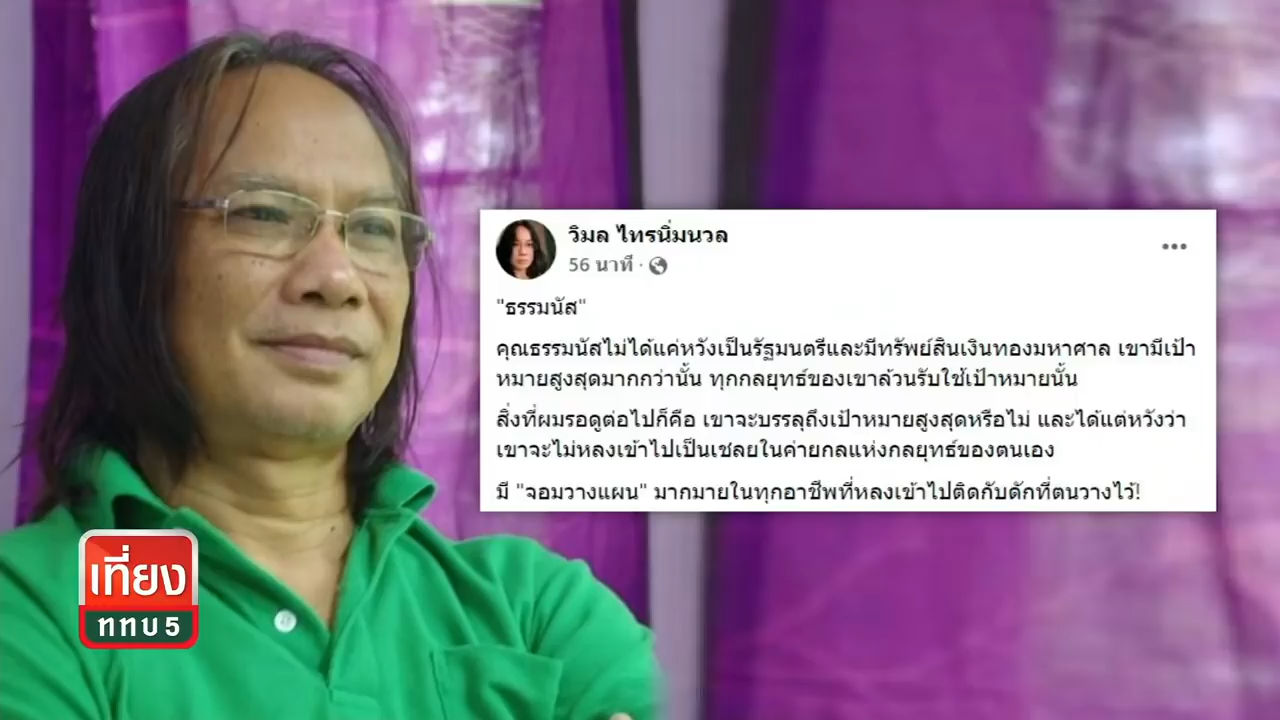 วิมล ไทรนิ่มนวล
56 นาที ·
"ธรรมนัส"
คุณธรรมนัสไม่ได้แค่หวังเป็นรัฐมนตรีและมีทรัพย์สินเงินทองมหาศาล เขามีเป้า
หมายสูงสุดมากกว่านั้น ทุกกลยุทธ์ของเขาล้วนรับใช้เป้าหมายนั้น
สิ่งที่ผมรอดูต่อไปก็คือ เขาจะบรรลุถึงเป้าหมายสูงสุดหรือไม่ และได้แต่หวังว่า
เขาจะไม่หลงเข้าไปเป็นเชลยในค่ายกลแห่งกลยุทธ์ของตนเอง
มี "จอมวางแผน" มากมายในทุกอาชีพที่หลงเข้าไปติดกับดักที่ตนวางไว้!
เที่ยง
ททบ 5